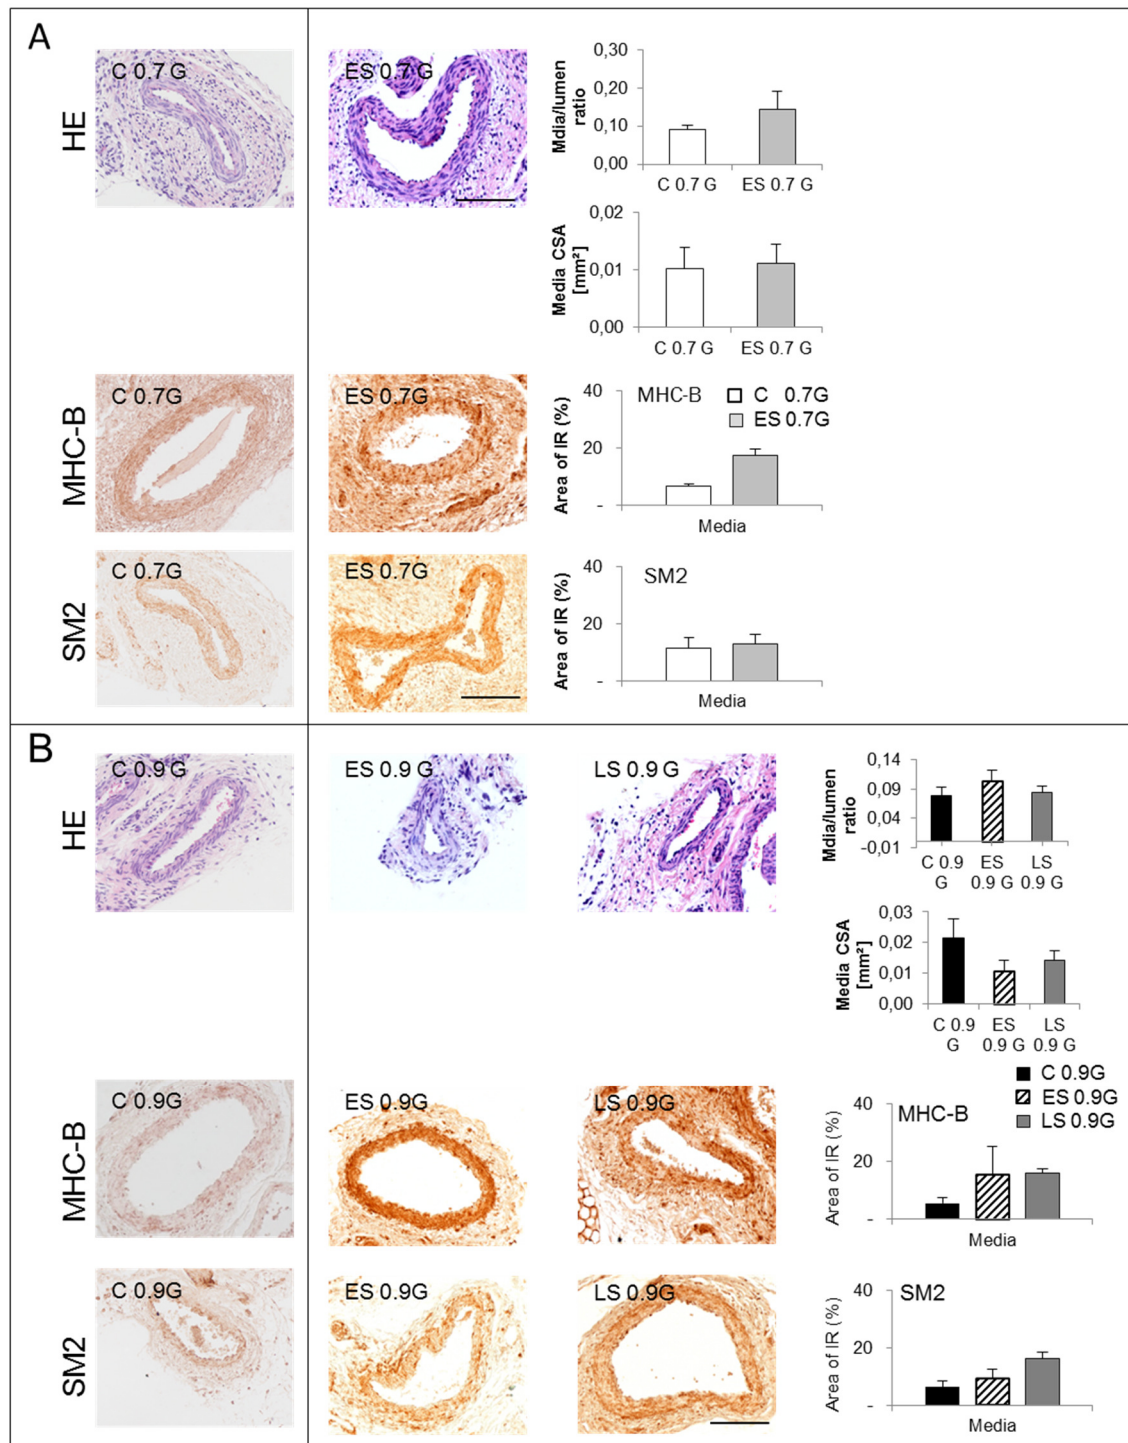 A
HE
C 0.7 G
ES 0.7 G
Mdia/lumen
ratio
0,30
0,20
0,10
0,00
C 0.7 G
ES 0.7 G
Media CSA
[mm²]
0,02
0,01
0,00
C 0.7 G
ES 0.7 G
MHC-B
C 0.7G
ES 0.7G
Area of IR (%)
40
20
-
MHC-B
C 0.7G
ES 0.7G
Media
SM2
C 0.7G
ES 0.7G
Area of IR (%)
40
20
-
SM2
Media
B
HE
C 0.9 G
ES 0.9 G
LS 0.9 G
Mdia/lumen
ratio
0,14
0,09
0,04
-0,01
C 0.9
G
ES
0.9 G
LS
0.9 G
Media CSA
[mm²]
0,03
0,02
0,01
0,00
C 0.9
G
ES
0.9 G
LS
0.9 G
MHC-B
C 0.9G
ES 0.9G
LS 0.9G
Area of IR (%)
40
20
-
MHC-B
C 0.9G
ES 0.9G
LS 0.9G
Media
SM2
C 0.9G
ES 0.9G
LS 0.9G
Area of IR (%)
40
20
-
SM2
Media